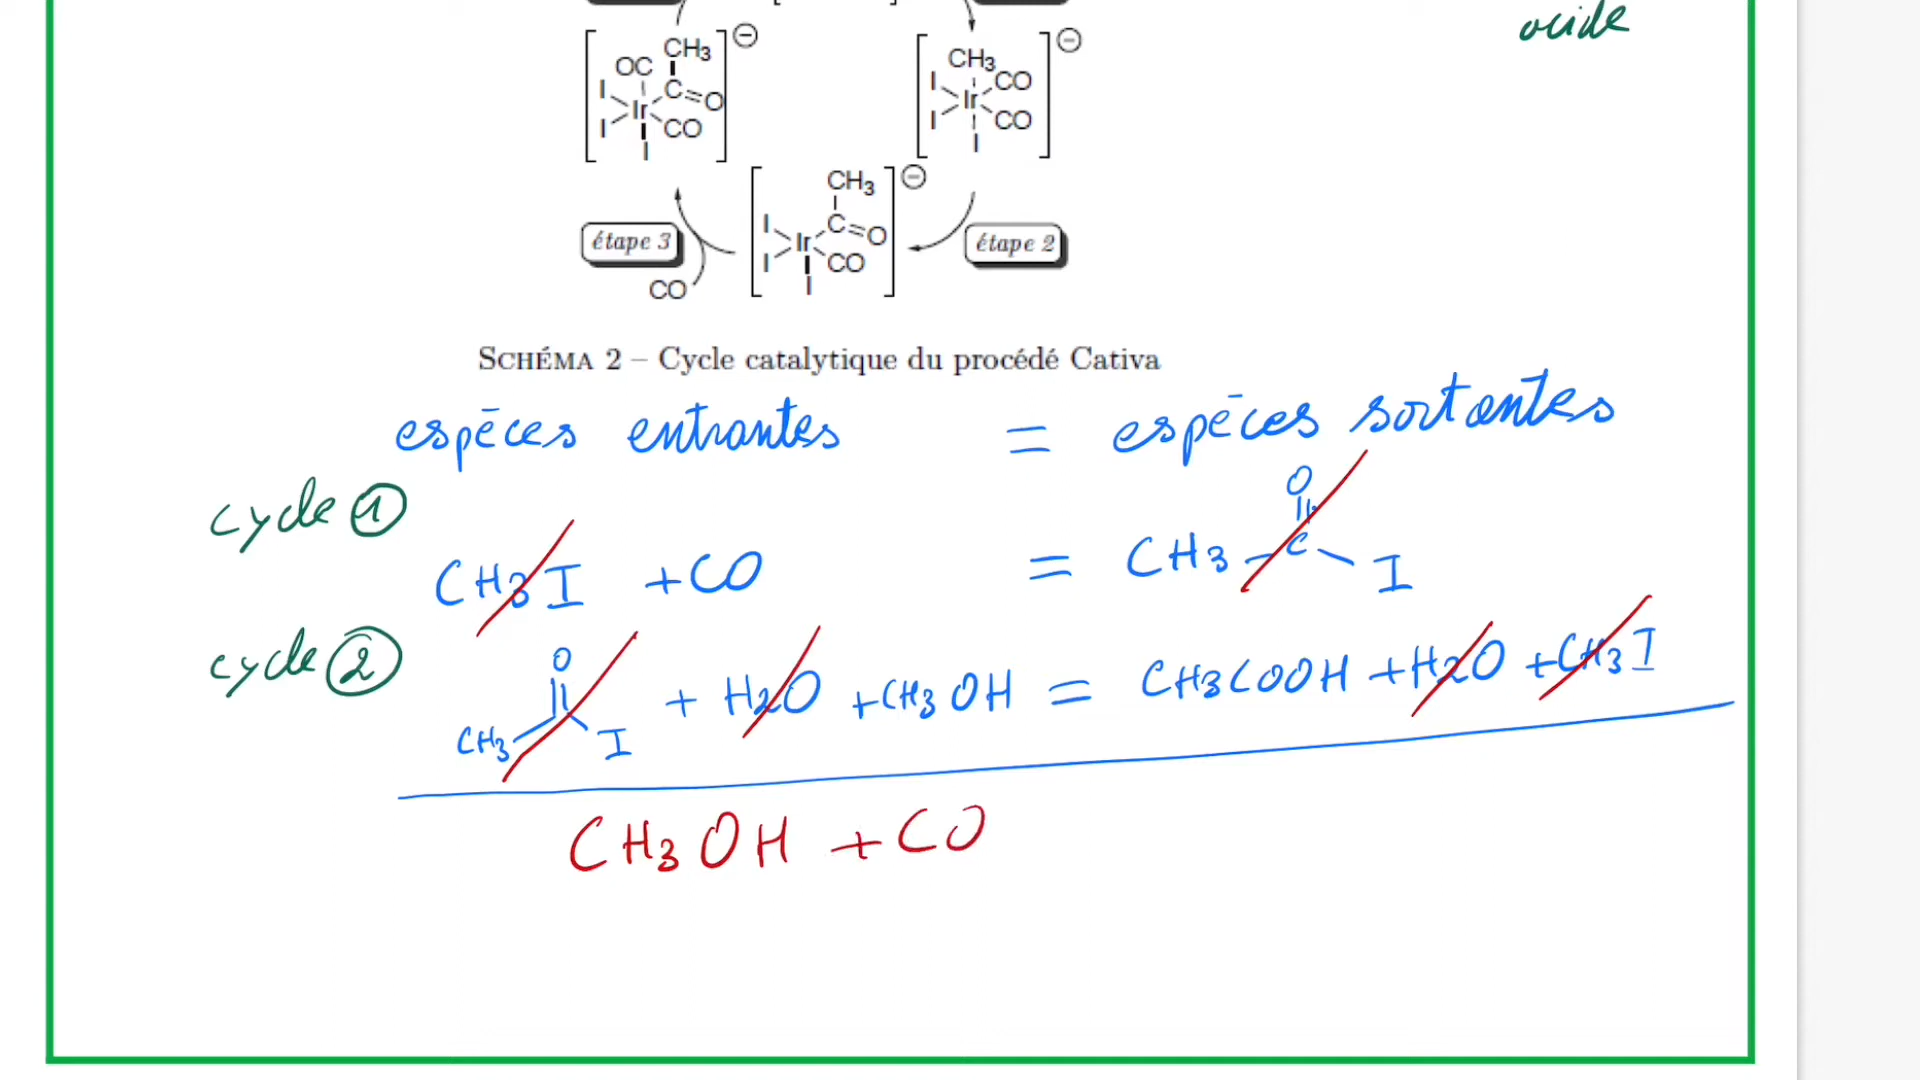 acide
[ OC CH3 I Ir C=O I CO I ] ⊖
[ CH3 I CO Ir I CO I ] ⊖
[ CH3 I C=O Ir I CO I ] ⊖
étape 3
étape 2
CO
SCHÉMA 2 – Cycle catalytique du procédé Cativa
espèces entrantes = espèces sortantes
cycle ①
CH3I + CO = CH3 C O I
cycle ②
CH3 O I + H2O + CH3OH = CH3COOH + H2O + CH3I
CH3OH + CO